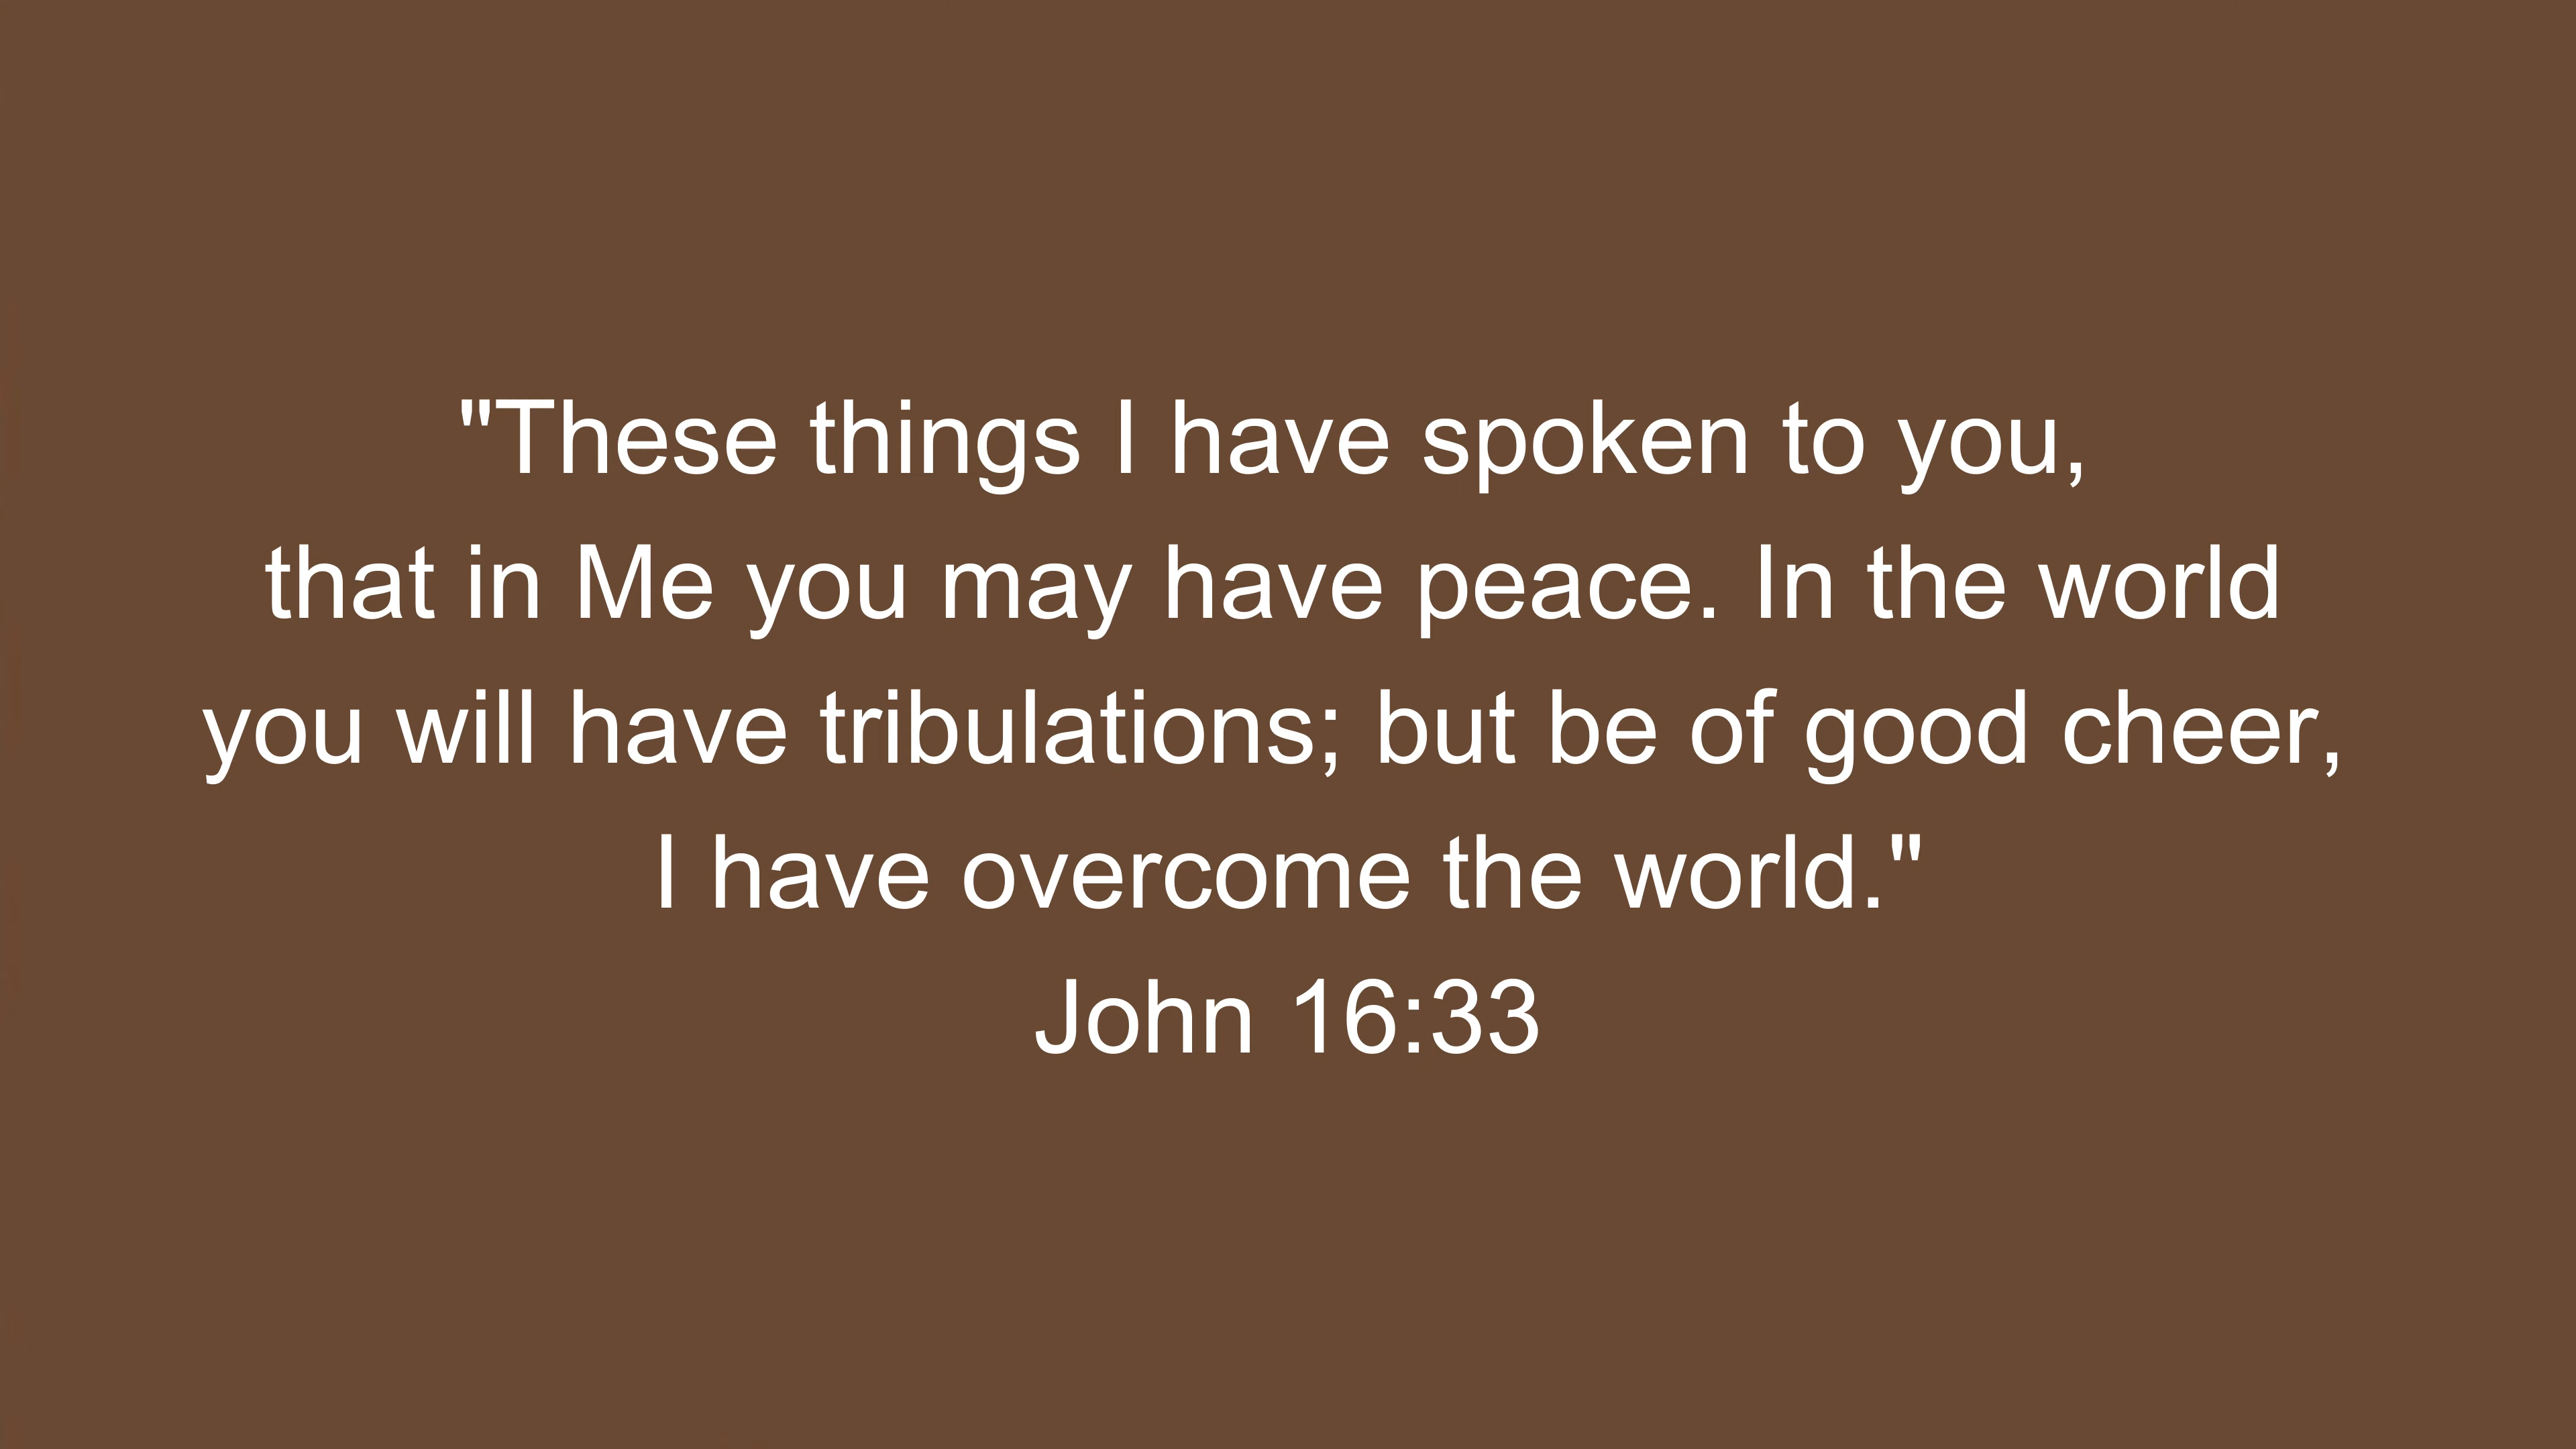 "These things I have spoken to you,
that in Me you may have peace. In the world
you will have tribulations; but be of good cheer,
I have overcome the world."
John 16:33